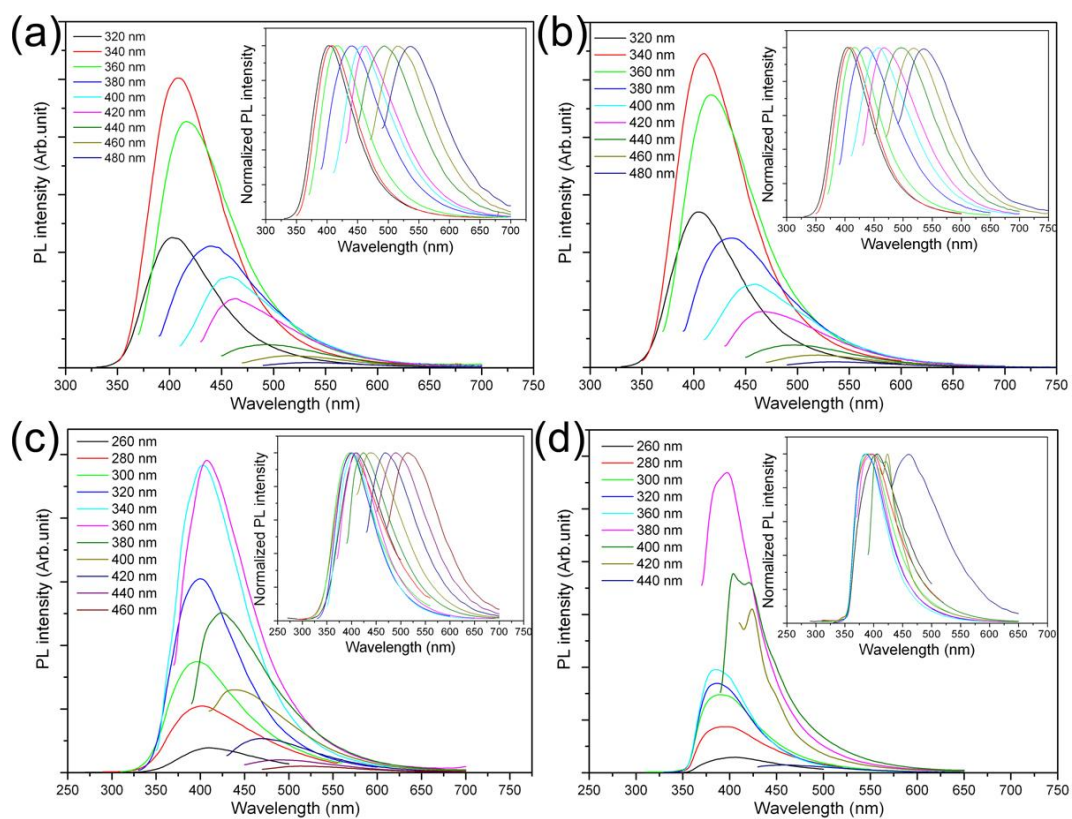 (a)
320 nm
340 nm
360 nm
380 nm
400 nm
420 nm
440 nm
460 nm
480 nm
PL intensity (Arb.unit)
300 350 400 450 500 550 600 650 700 750
Wavelength (nm)
Normalized PL intensity
300 350 400 450 500 550 600 650 700
Wavelength (nm)
(b)
320 nm
340 nm
360 nm
380 nm
400 nm
420 nm
440 nm
460 nm
480 nm
PL intensity (Arb.unit)
300 350 400 450 500 550 600 650 700 750
Wavelength (nm)
Normalized PL intensity
300 350 400 450 500 550 600 650 700 750
Wavelength (nm)
(c)
260 nm
280 nm
300 nm
320 nm
340 nm
360 nm
380 nm
400 nm
420 nm
440 nm
460 nm
PL intensity (Arb.unit)
250 300 350 400 450 500 550 600 650 700 750
Wavelength (nm)
Normalized PL intensity
250 300 350 400 450 500 550 600 650 700 750
Wavelength (nm)
(d)
260 nm
280 nm
300 nm
320 nm
360 nm
380 nm
400 nm
420 nm
440 nm
PL intensity (Arb.unit)
250 300 350 400 450 500 550 600 650 700 750
Wavelength (nm)
Normalized PL intensity
250 300 350 400 450 500 550 600 650 700
Wavelength (nm)